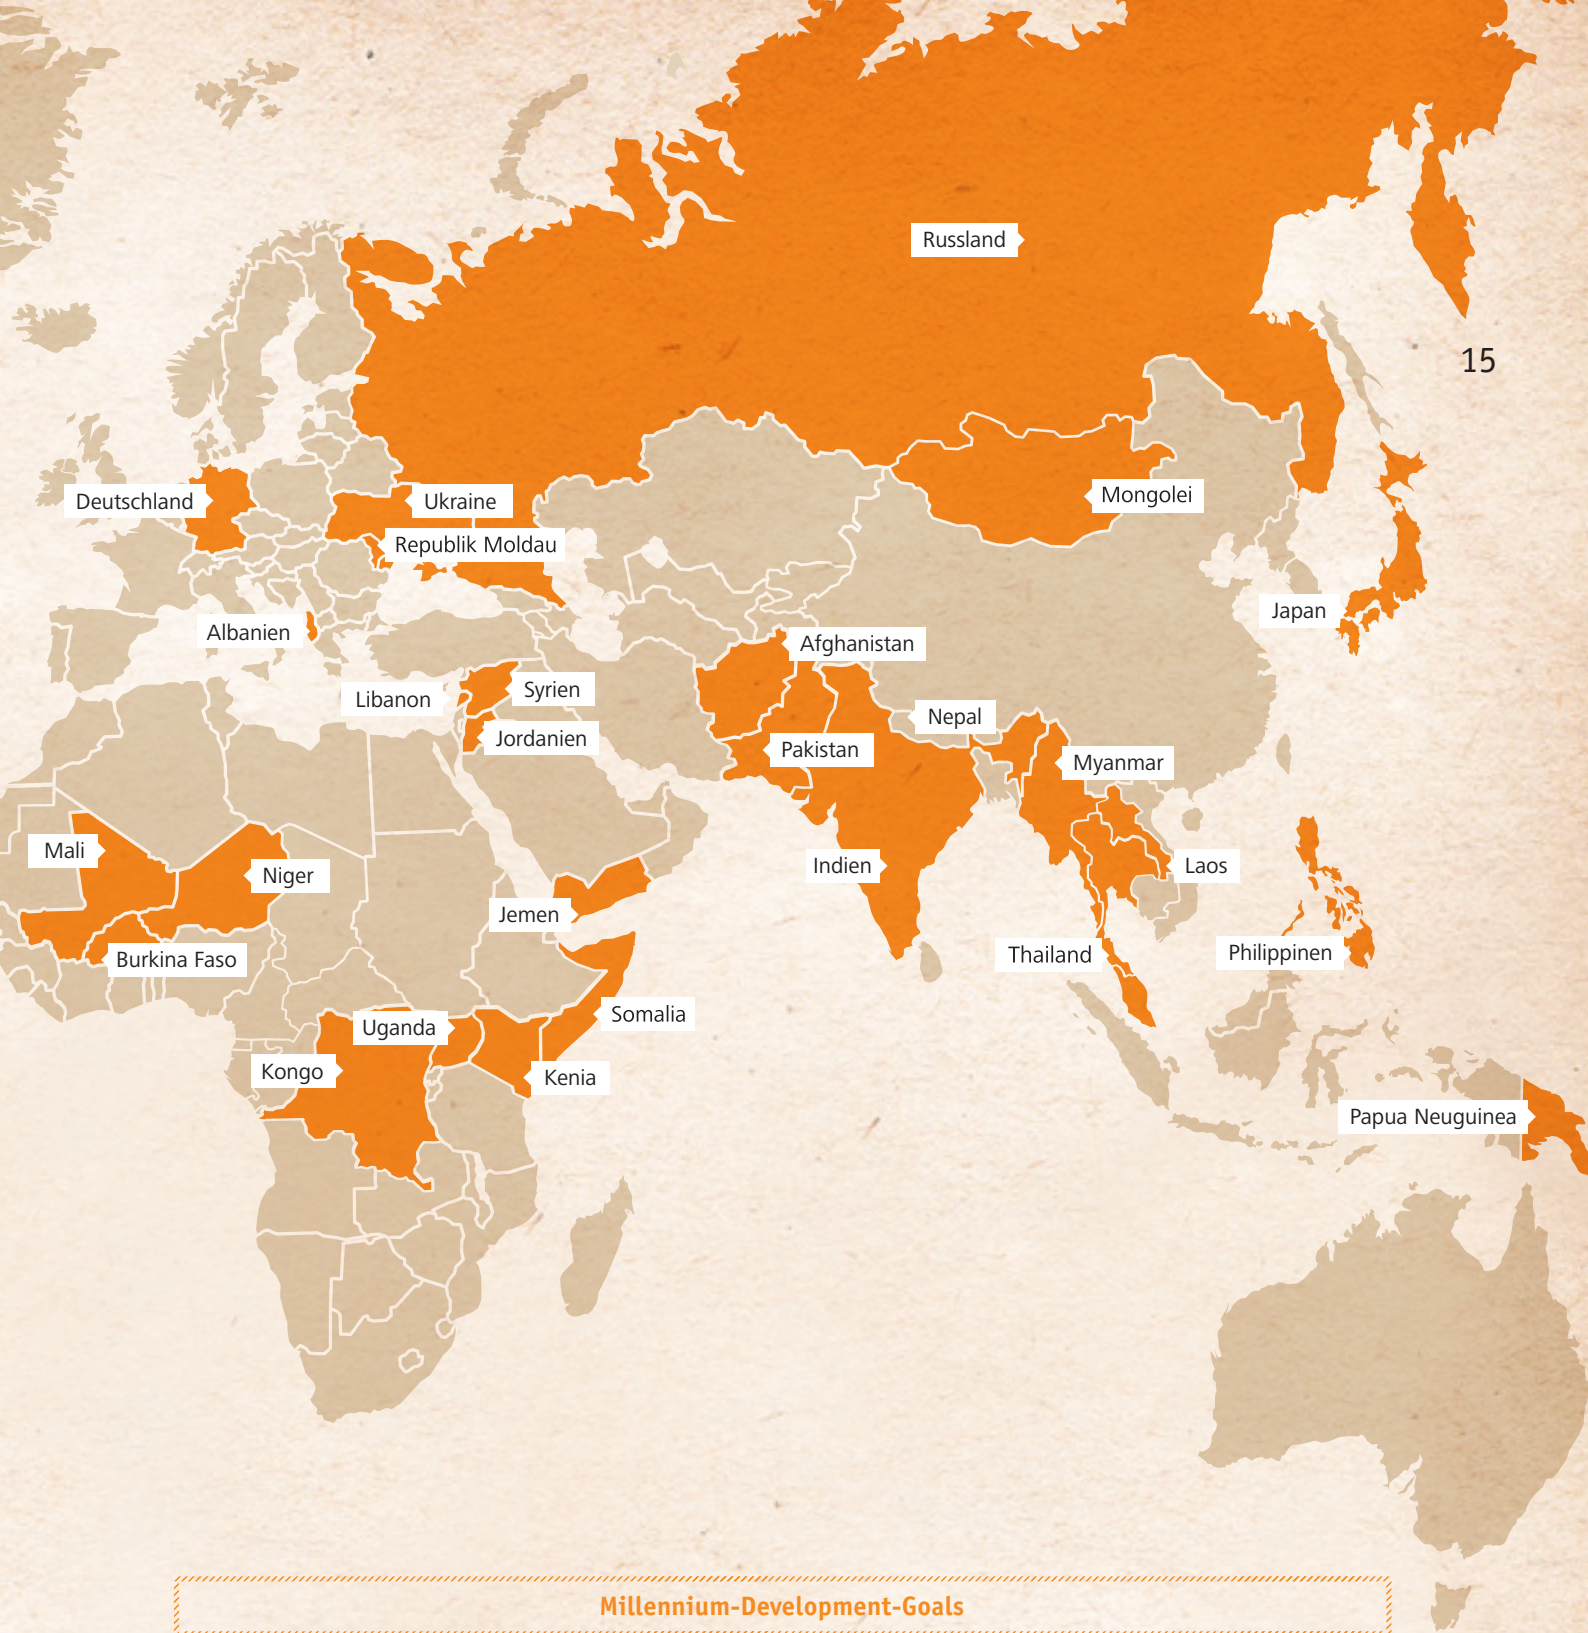 Russland
15
Deutschland
Ukraine
Mongolei
Republik Moldau
Japan
Albanien
Afghanistan
Syrien
Libanon
Nepal
Jordanien
Pakistan
Myanmar
Mali
Indien
Laos
Niger
Jemen
Burkina Faso
Thailand
Philippinen
Somalia
Uganda
Kongo
Kenia
Papua Neuguinea
Millennium-Development-Goals